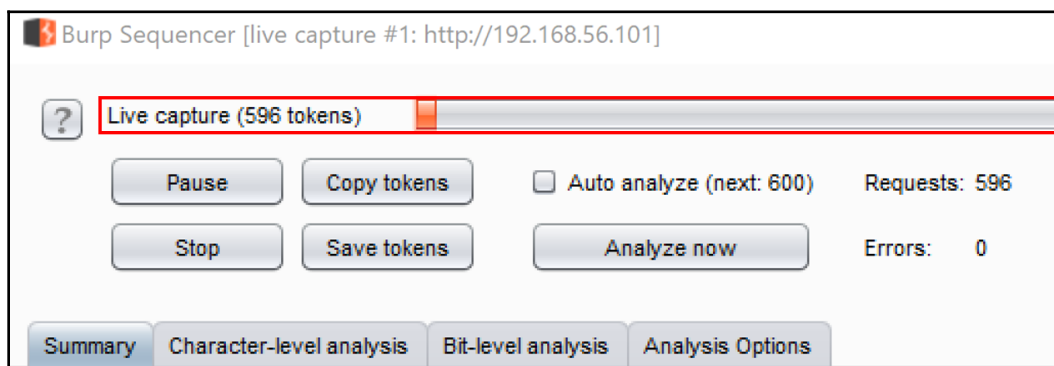 Burp Sequencer [live capture #1: http://192.168.56.101]
? Live capture (596 tokens)
Pause Copy tokens Auto analyze (next: 600) Requests: 596
Stop Save tokens Analyze now Errors: 0
Summary Character-level analysis Bit-level analysis Analysis Options